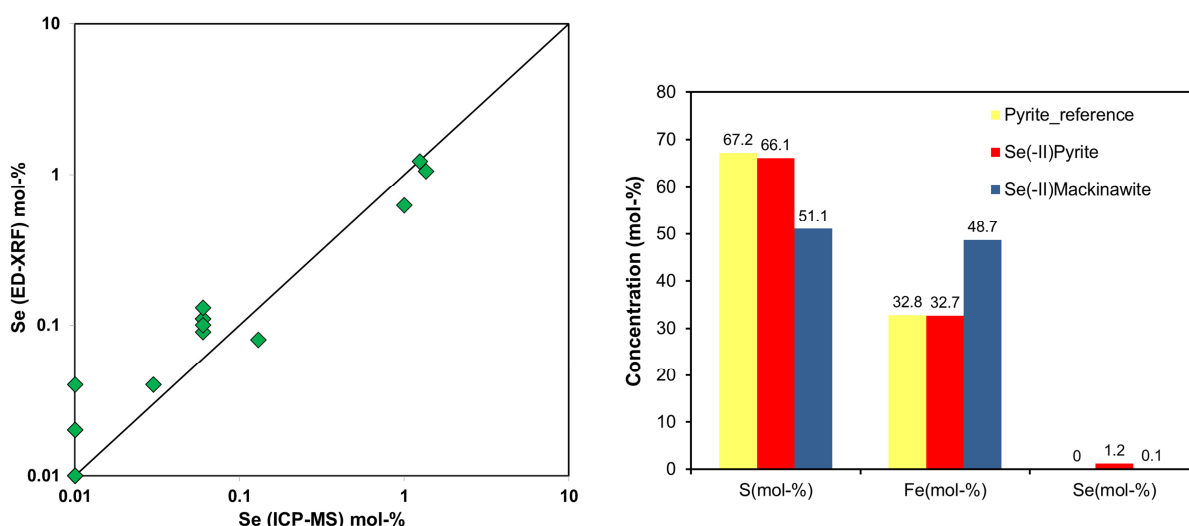 10
1
0.1
0.01
Se (ED-XRF) mol-%
0.01
0.1
1
10
Se (ICP-MS) mol-%
80
70
60
50
40
30
20
10
0
Concentration (mol-%)
Pyrite_reference
Se(-II)Pyrite
Se(-II)Mackinawite
67.2
66.1
51.1
32.8
32.7
48.7
0
1.2
0.1
S(mol-%)
Fe(mol-%)
Se(mol-%)